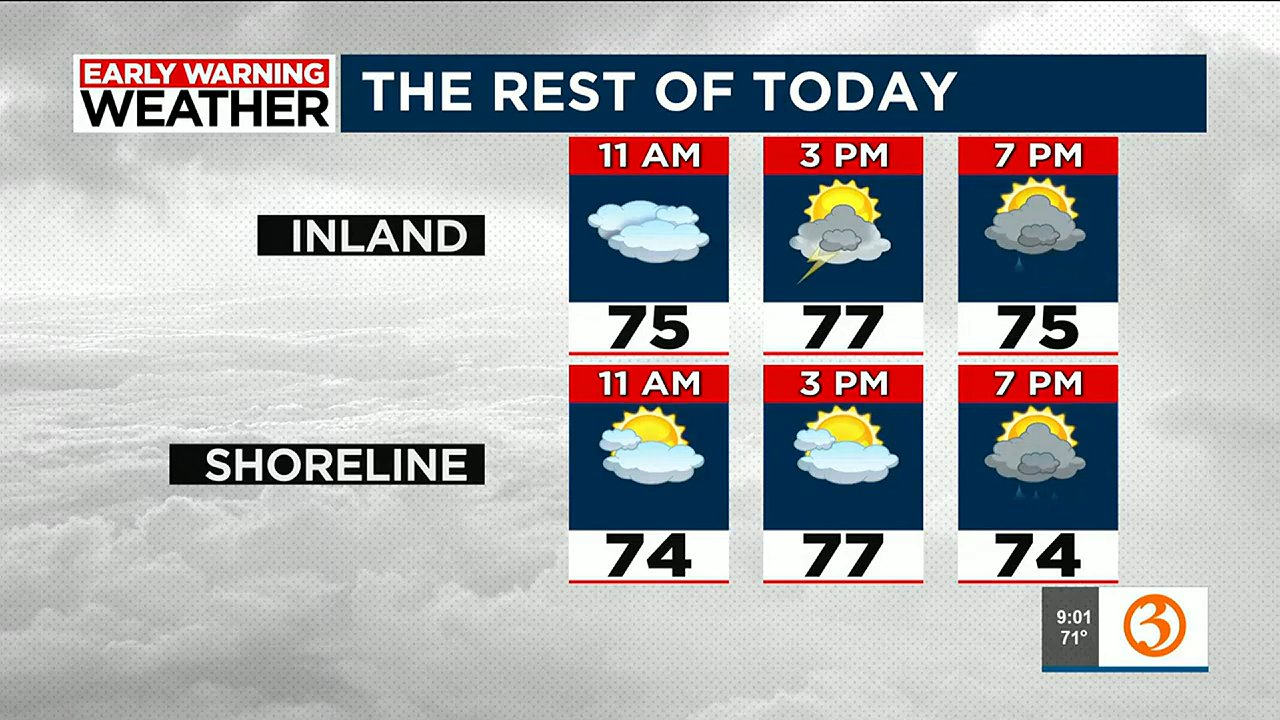 EARLY WARNING
WEATHER
THE REST OF TODAY
11 AM 3 PM 7 PM
INLAND
75 77 75
11 AM 3 PM 7 PM
SHORELINE
74 77 74
9:01
71°
3